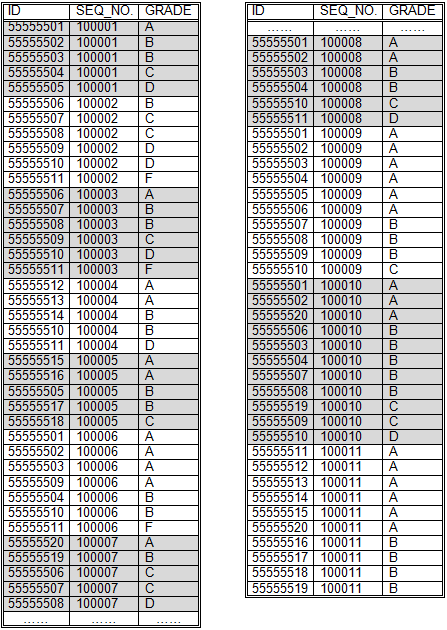 ID SEQ_NO. GRADE
55555501 100001 A
55555502 100001 B
55555503 100001 B
55555504 100001 C
55555505 100001 D
55555506 100002 B
55555507 100002 C
55555508 100002 C
55555509 100002 D
55555510 100002 D
55555511 100002 F
55555506 100003 A
55555507 100003 B
55555508 100003 B
55555509 100003 C
55555510 100003 D
55555511 100003 F
55555512 100004 A
55555513 100004 A
55555514 100004 B
55555510 100004 B
55555511 100004 D
55555515 100005 A
55555516 100005 A
55555505 100005 B
55555517 100005 B
55555518 100005 C
55555501 100006 A
55555502 100006 A
55555503 100006 A
55555509 100006 A
55555504 100006 B
55555510 100006 B
55555511 100006 F
55555520 100007 A
55555519 100007 B
55555506 100007 C
55555507 100007 C
55555508 100007 D
…… …… ……
ID SEQ_NO. GRADE
…… …… ……
55555501 100008 A
55555502 100008 A
55555503 100008 B
55555504 100008 B
55555510 100008 C
55555511 100008 D
55555501 100009 A
55555502 100009 A
55555503 100009 A
55555504 100009 A
55555505 100009 A
55555506 100009 A
55555507 100009 B
55555508 100009 B
55555509 100009 B
55555510 100009 C
55555501 100010 A
55555502 100010 A
55555520 100010 A
55555506 100010 B
55555503 100010 B
55555504 100010 B
55555507 100010 B
55555508 100010 B
55555519 100010 C
55555509 100010 C
55555510 100010 D
55555511 100011 A
55555512 100011 A
55555513 100011 A
55555514 100011 A
55555515 100011 A
55555520 100011 A
55555516 100011 B
55555517 100011 B
55555518 100011 B
55555519 100011 B